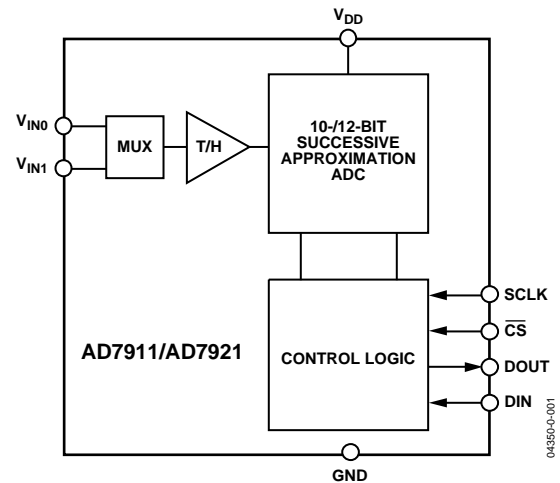 VDD
VIN0
VIN1
MUX
T/H
10-/12-BIT
SUCCESSIVE
APPROXIMATION
ADC
SCLK
CS
DOUT
DIN
CONTROL LOGIC
AD7911/AD7921
GND
04350-0-001